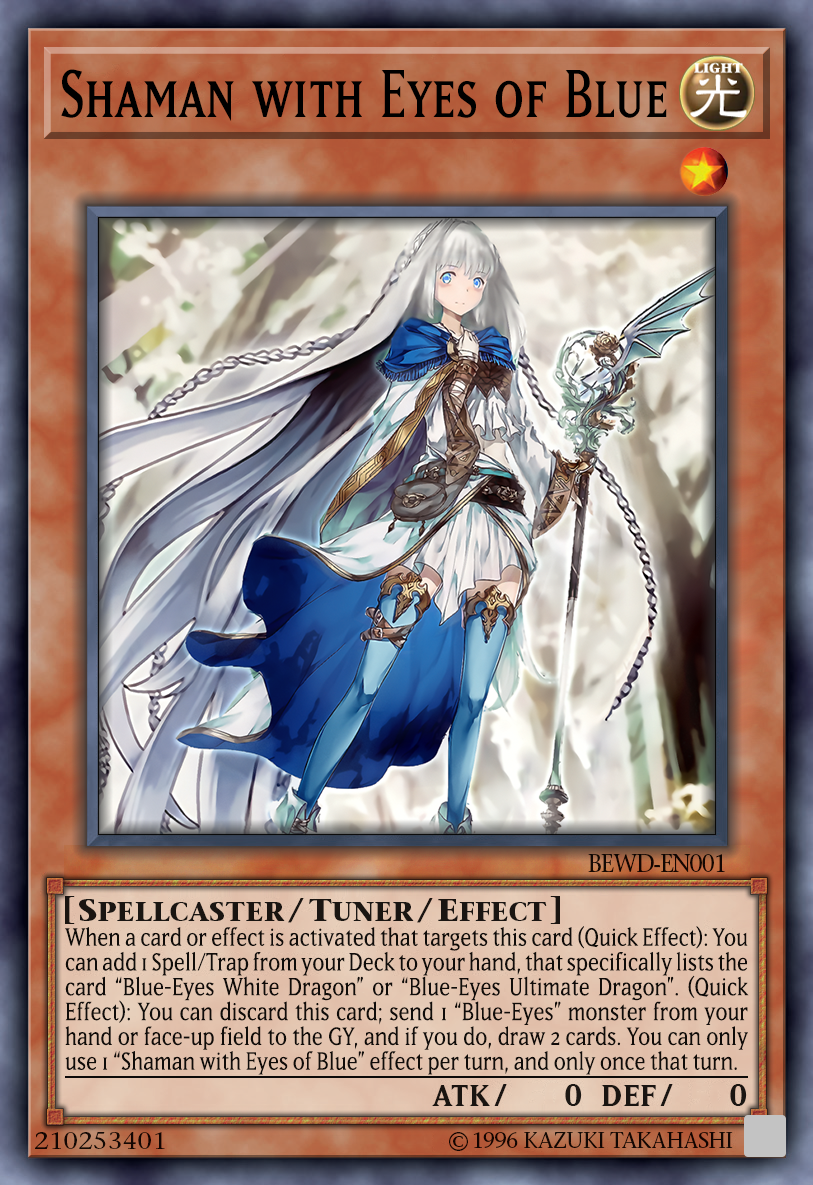 Shaman with Eyes of Blue
LIGHT
光
BEWD-EN001
[Spellcaster/Tuner/Effect]
When a card or effect is activated that targets this card (Quick Effect): You
can add 1 Spell/Trap from your Deck to your hand, that specifically lists the
card “Blue-Eyes White Dragon” or “Blue-Eyes Ultimate Dragon”. (Quick
Effect): You can discard this card; send 1 “Blue-Eyes” monster from your
hand or face-up field to the GY, and if you do, draw 2 cards. You can only
use 1 “Shaman with Eyes of Blue” effect per turn, and only once that turn.
ATK/ 0 DEF/ 0
210253401 ©1996 KAZUKI TAKAHASHI